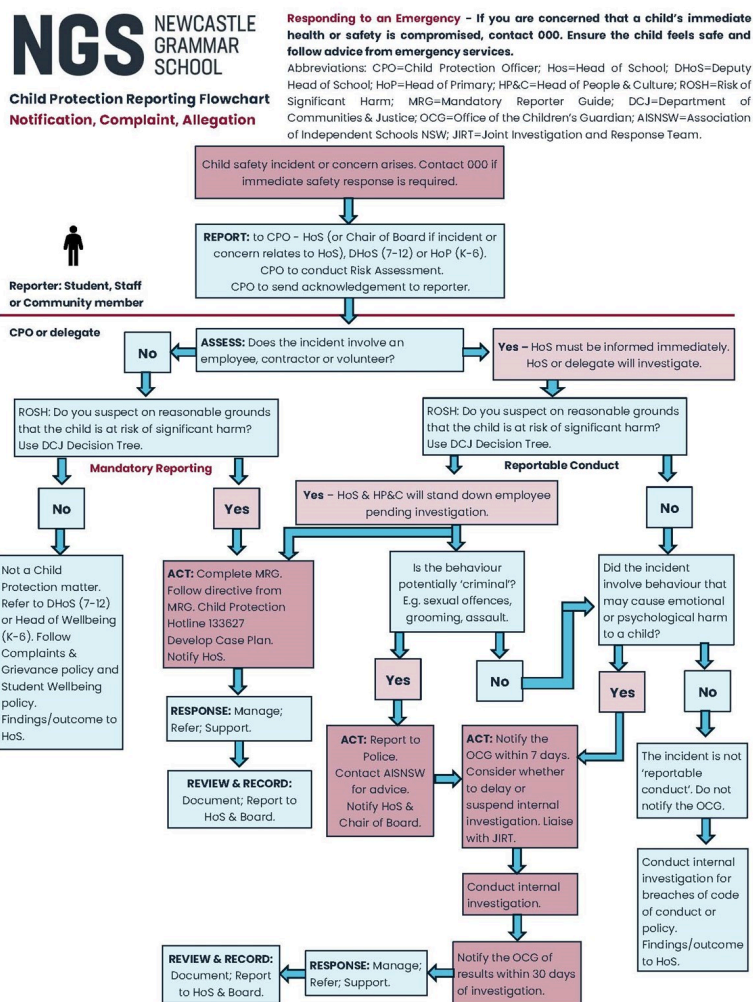 NGS
NEWCASTLE
GRAMMAR
SCHOOL
Child Protection Reporting Flowchart
Notification, Complaint, Allegation
Responding to an Emergency - If you are concerned that a child's immediate
health or safety is compromised, contact 000. Ensure the child feels safe and
follow advice from emergency services.
Abbreviations: CPO=Child Protection Officer; Hos=Head of School; DHoS=Deputy
Head of School; HoP=Head of Primary; HP&C=Head of People & Culture; ROSH=Risk of
Significant Harm; MRG=Mandatory Reporter Guide; DCJ=Department of
Communities & Justice; OCG=Office of the Children's Guardian; AISNSW=Association
of Independent Schools NSW; JIRT=Joint Investigation and Response Team.
Child safety incident or concern arises. Contact 000 if
immediate safety response is required.
REPORT: to CPO - HoS (or Chair of Board if incident or
concern relates to HoS), DHoS (7-12) or HoP (K-6).
CPO to conduct Risk Assessment.
CPO to send acknowledgement to reporter.
Reporter: Student, Staff
or Community member
CPO or delegate
No
ASSESS: Does the incident involve an
employee, contractor or volunteer?
Yes – HoS must be informed immediately.
HoS or delegate will investigate.
ROSH: Do you suspect on reasonable grounds
that the child is at risk of significant harm?
Use DCJ Decision Tree.
ROSH: Do you suspect on reasonable grounds
that the child is at risk of significant harm?
Use DCJ Decision Tree.
Mandatory Reporting
Reportable Conduct
No
Yes
Yes – HoS & HP&C will stand down employee
pending investigation.
No
Not a Child
Protection matter.
Refer to DHoS (7-12)
or Head of Wellbeing
(K-6). Follow
Complaints &
Grievance policy and
Student Wellbeing
policy.
Findings/outcome to
HoS.
ACT: Complete MRG.
Follow directive from
MRG. Child Protection
Hotline 133627
Develop Case Plan.
Notify HoS.
Is the behaviour
potentially 'criminal'?
E.g. sexual offences,
grooming, assault.
Did the incident
involve behaviour that
may cause emotional
or psychological harm
to a child?
Yes
No
Yes
No
RESPONSE: Manage;
Refer; Support.
REVIEW & RECORD:
Document; Report to
HoS & Board.
ACT: Report to
Police.
Contact AISNSW
for advice.
Notify HoS &
Chair of Board.
ACT: Notify the
OCG within 7 days.
Consider whether
to delay or
suspend internal
investigation. Liaise
with JIRT.
The incident is not
'reportable
conduct'. Do not
notify the OCG.
Conduct internal
investigation.
Conduct internal
investigation for
breaches of code
of conduct or
policy.
Findings/outcome
to HoS.
REVIEW & RECORD:
Document; Report
to HoS & Board.
RESPONSE: Manage;
Refer; Support.
Notify the OCG of
results within 30 days
of investigation.